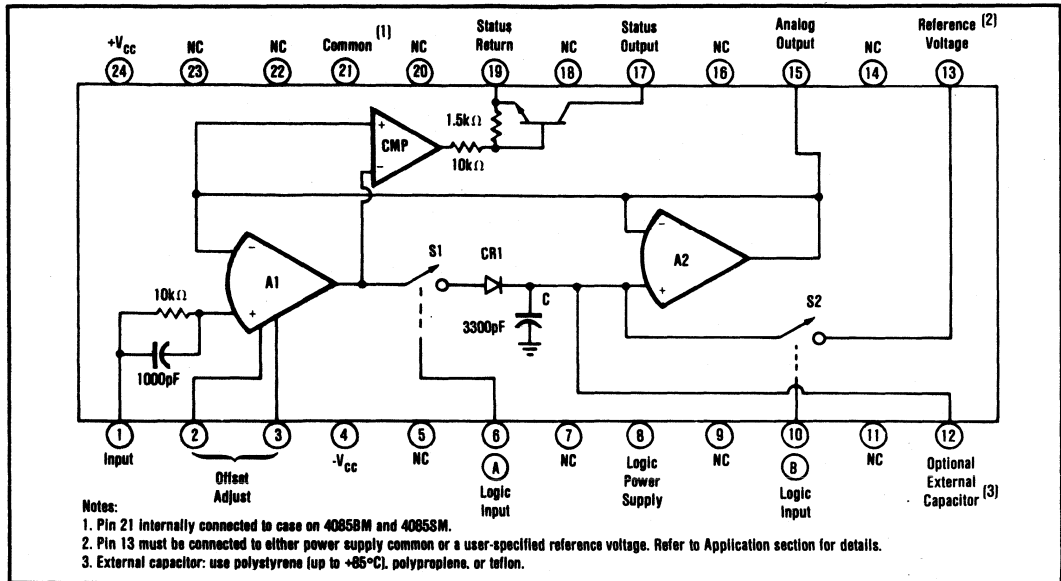 +Vcc NC NC Common (1) NC Status Return NC Status Output NC Analog Output NC Reference (2) Voltage
24 23 22 21 20 19 18 17 16 15 14 13
1.5kΩ
+
CMP
−
10kΩ
−
A1
+
10kΩ
1000pF
S1
CR1
C
3300pF
−
A2
+
S2
1 2 3 4 5 6 7 8 9 10 11 12
Input
Offset Adjust
-Vcc
NC
A
Logic Input
NC
Logic Power Supply
NC
B
Logic Input
NC
Optional External Capacitor (3)
Notes:
1. Pin 21 internally connected to case on 4085BM and 4085SM.
2. Pin 13 must be connected to either power supply common or a user-specified reference voltage. Refer to Application section for details.
3. External capacitor: use polystyrene (up to +85°C), polyproplene, or teflon.